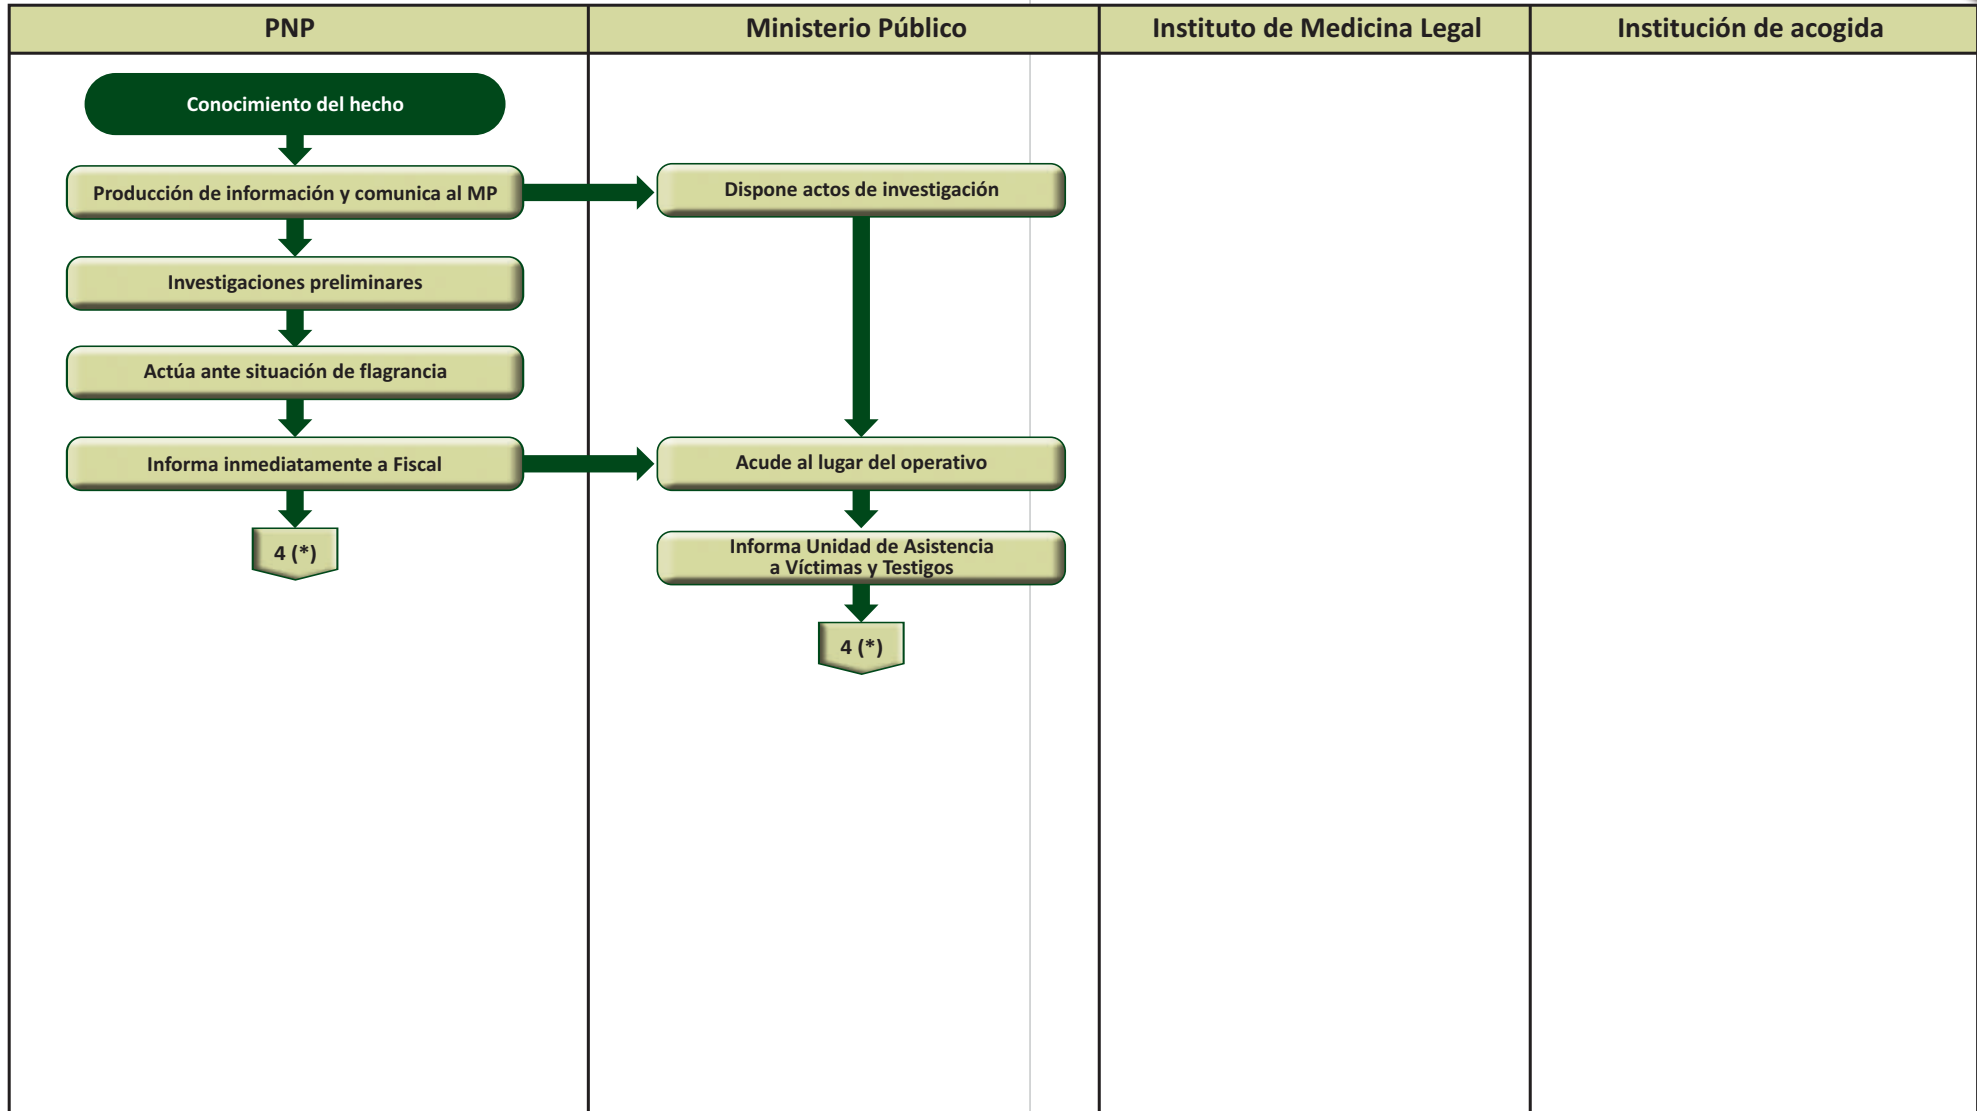 PNP
Ministerio Público
Instituto de Medicina Legal
Institución de acogida
Conocimiento del hecho
Producción de información y comunica al MP
Dispone actos de investigación
Investigaciones preliminares
Actúa ante situación de flagrancia
Informa inmediatamente a Fiscal
Acude al lugar del operativo
4 (*)
Informa Unidad de Asistencia
a Víctimas y Testigos
4 (*)